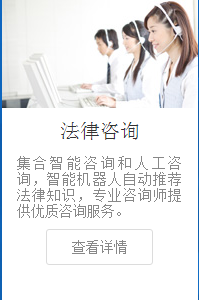 法律咨询
集合智能咨询和人工咨
询，智能机器人自动推荐
法律知识，专业咨询师提
供优质咨询服务。
查看详情